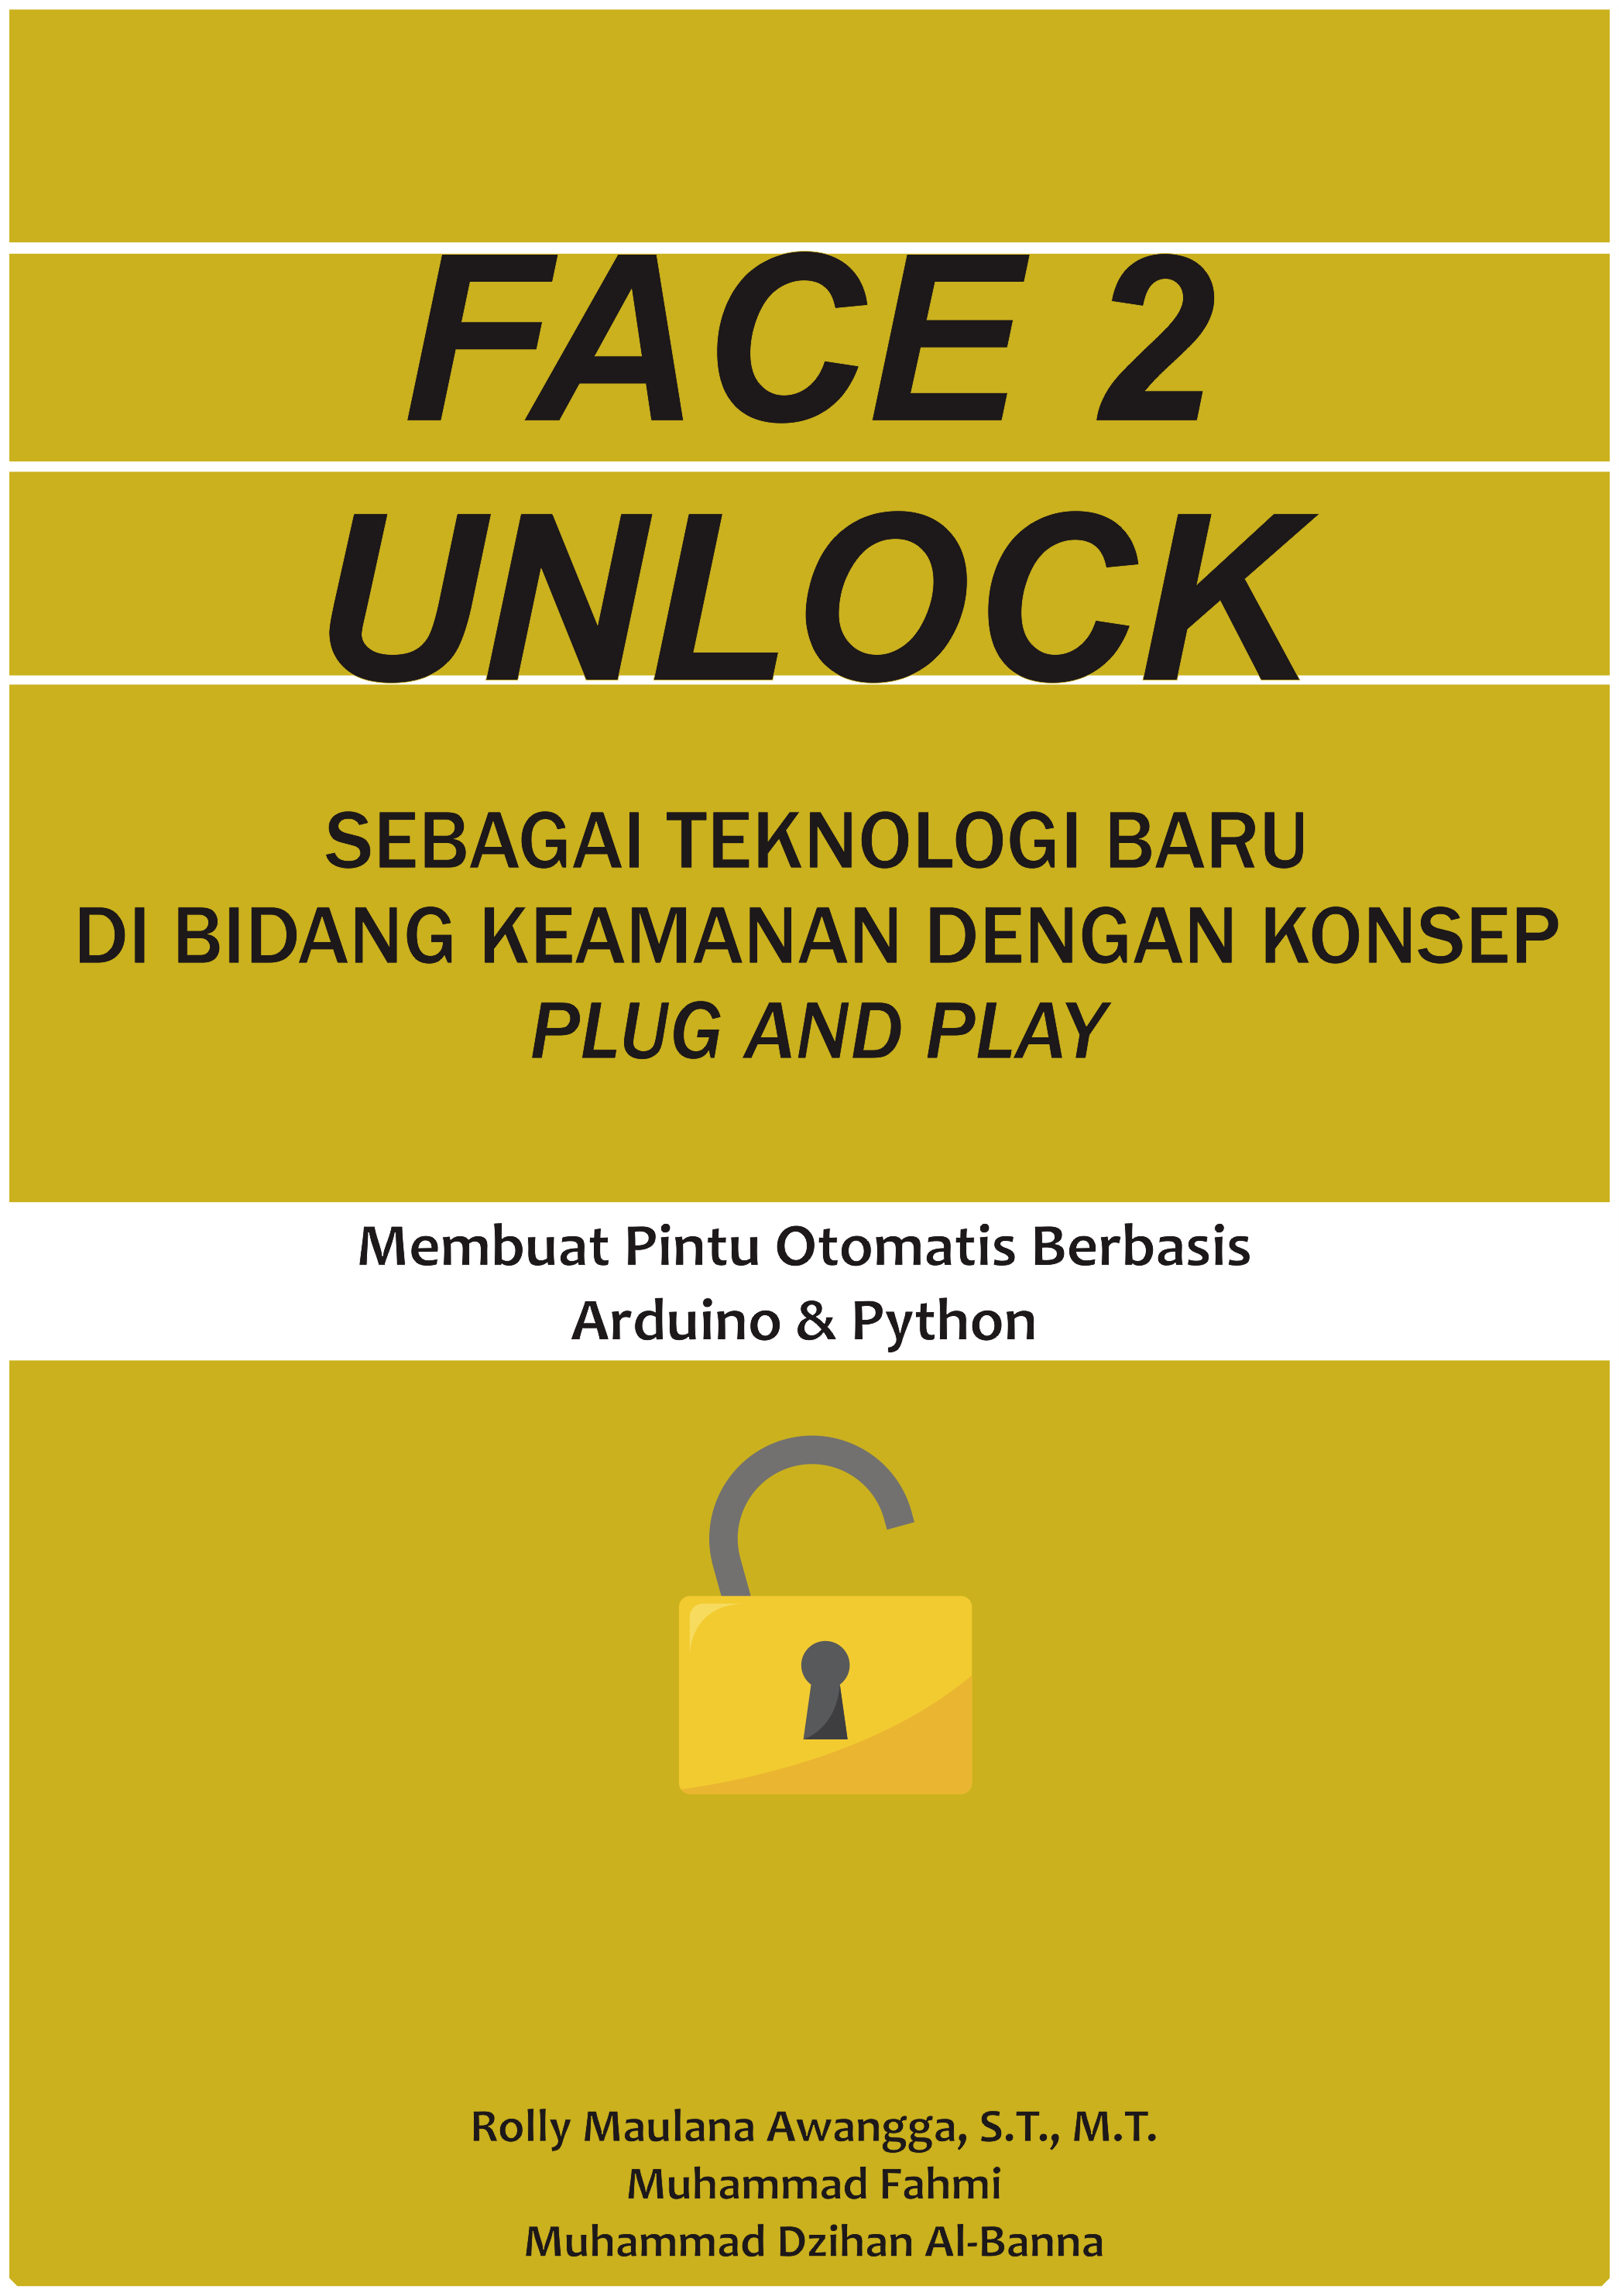 FACE 2
UNLOCK
SEBAGAI TEKNOLOGI BARU
DI BIDANG KEAMANAN DENGAN KONSEP
PLUG AND PLAY
Membuat Pintu Otomatis Berbasis
Arduino & Python
Rolly Maulana Awangga, S.T., M.T.
Muhammad Fahmi
Muhammad Dzihan Al-Banna